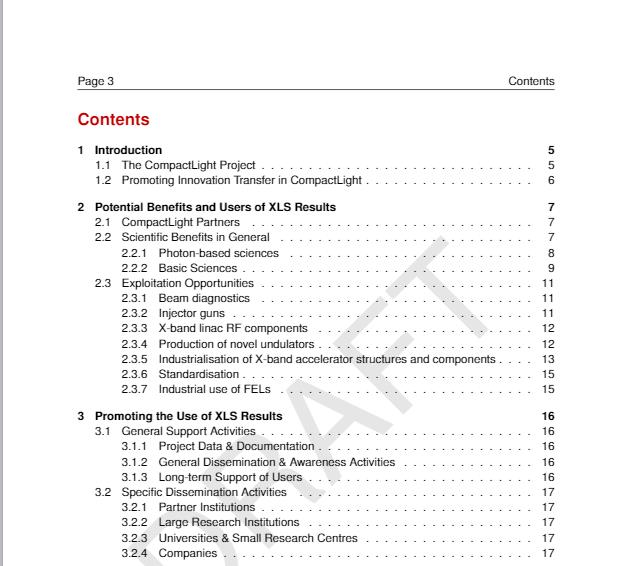 Page 3 Contents
Contents
1 Introduction 5
1.1 The CompactLight Project . . . . . . . . . . . . . . . . . . . . . . . . . . . . . 5
1.2 Promoting Innovation Transfer in CompactLight . . . . . . . . . . . . . . . . . . 6
2 Potential Benefits and Users of XLS Results 7
2.1 CompactLight Partners . . . . . . . . . . . . . . . . . . . . . . . . . . . . . . 7
2.2 Scientific Benefits in General . . . . . . . . . . . . . . . . . . . . . . . . . . . 7
2.2.1 Photon-based sciences . . . . . . . . . . . . . . . . . . . . . . . . . . 8
2.2.2 Basic Sciences . . . . . . . . . . . . . . . . . . . . . . . . . . . . . . . 9
2.3 Exploitation Opportunities . . . . . . . . . . . . . . . . . . . . . . . . . . . . 11
2.3.1 Beam diagnostics . . . . . . . . . . . . . . . . . . . . . . . . . . . . . 11
2.3.2 Injector guns . . . . . . . . . . . . . . . . . . . . . . . . . . . . . . . 11
2.3.3 X-band linac RF components . . . . . . . . . . . . . . . . . . . . . . . 12
2.3.4 Production of novel undulators . . . . . . . . . . . . . . . . . . . . . . . 12
2.3.5 Industrialisation of X-band accelerator structures and components . . . . 13
2.3.6 Standardisation . . . . . . . . . . . . . . . . . . . . . . . . . . . . . . . 15
2.3.7 Industrial use of FELs . . . . . . . . . . . . . . . . . . . . . . . . . . . 15
3 Promoting the Use of XLS Results 16
3.1 General Support Activities . . . . . . . . . . . . . . . . . . . . . . . . . . . . 16
3.1.1 Project Data & Documentation . . . . . . . . . . . . . . . . . . . . . . . 16
3.1.2 General Dissemination & Awareness Activities . . . . . . . . . . . . . . 16
3.1.3 Long-term Support of Users . . . . . . . . . . . . . . . . . . . . . . . . 16
3.2 Specific Dissemination Activities . . . . . . . . . . . . . . . . . . . . . . . . . 17
3.2.1 Partner Institutions . . . . . . . . . . . . . . . . . . . . . . . . . . . . . 17
3.2.2 Large Research Institutions . . . . . . . . . . . . . . . . . . . . . . . . 17
3.2.3 Universities & Small Research Centres . . . . . . . . . . . . . . . . . . 17
3.2.4 Companies . . . . . . . . . . . . . . . . . . . . . . . . . . . . . . . . . 17
DRAFT